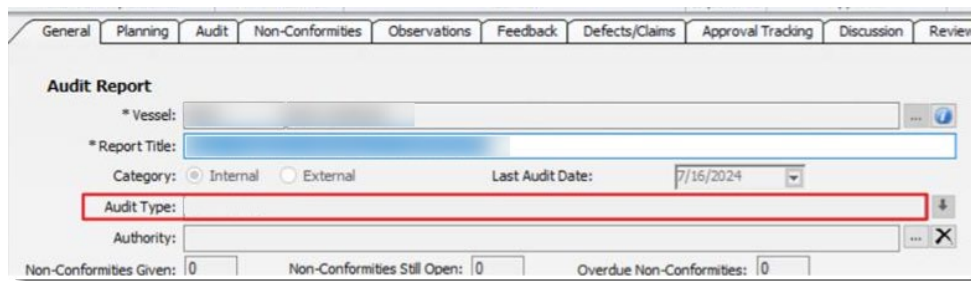 General Planning Audit Non-Conformities Observations Feedback Defects/Claims Approval Tracking Discussion Review
Audit Report
* Vessel: ...
* Report Title:
Category: Internal External Last Audit Date: 7/16/2024
Audit Type:
Authority: ...
Non-Conformities Given: 0 Non-Conformities Still Open: 0 Overdue Non-Conformities: 0